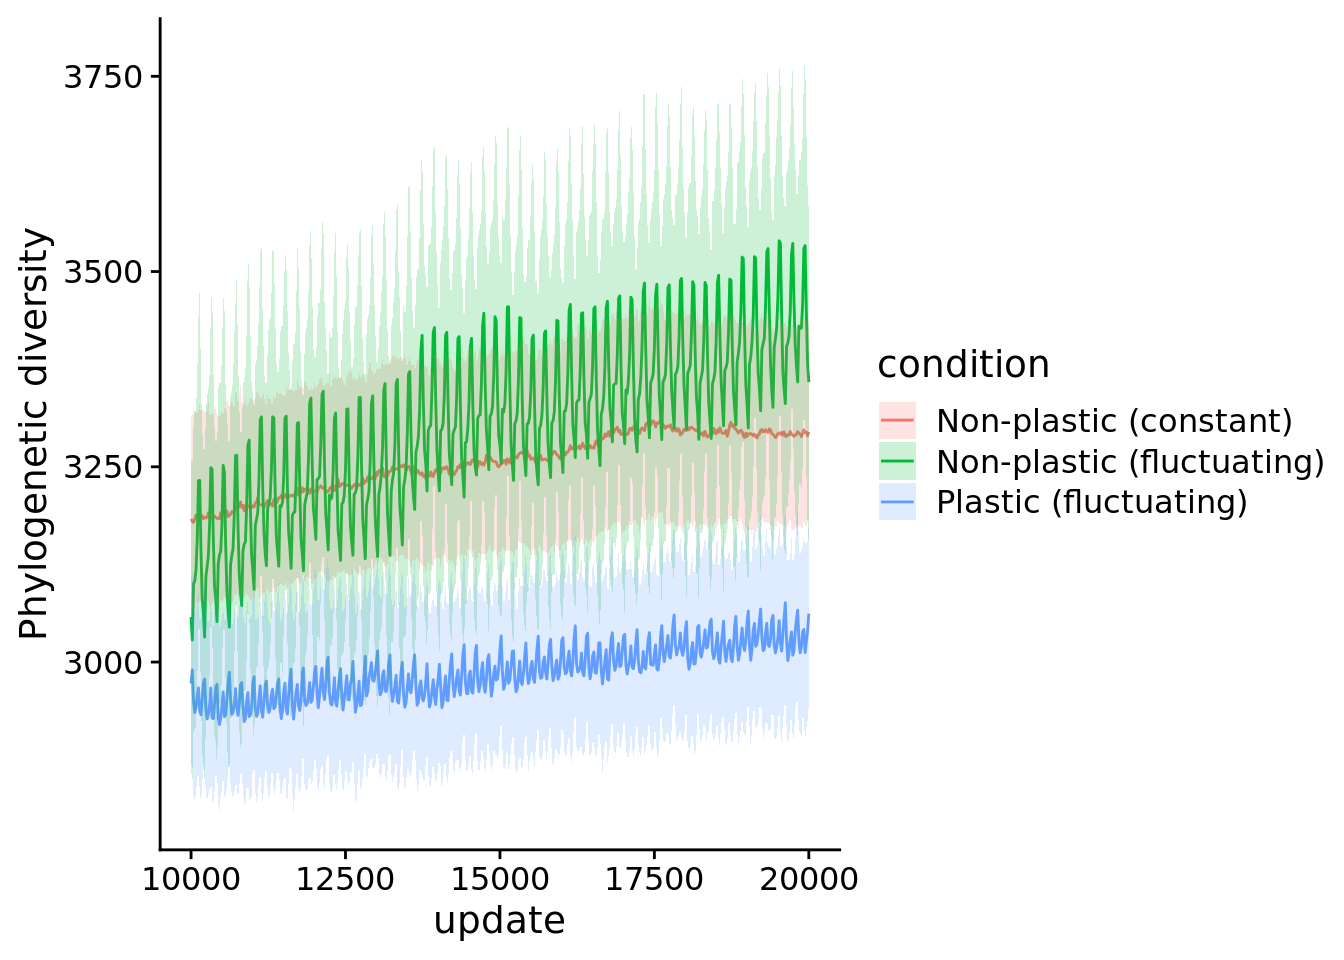 Phylogenetic diversity
3750
3500
3250
3000
10000 12500 15000 17500 20000
update
condition
Non-plastic (constant)
Non-plastic (fluctuating)
Plastic (fluctuating)